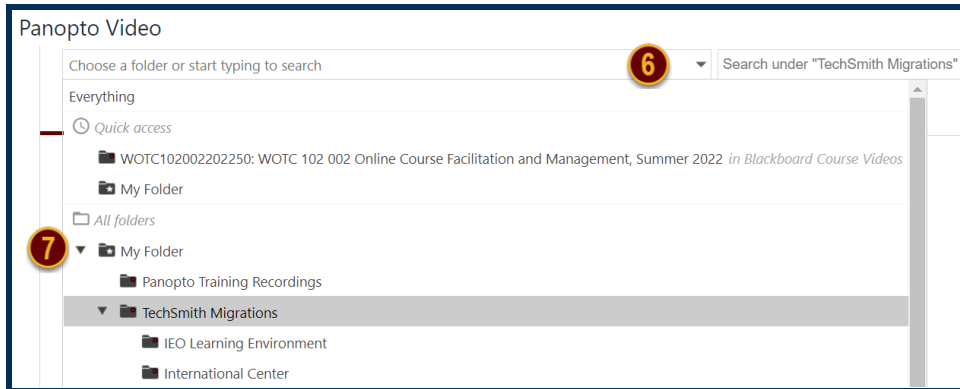 Panopto Video
Choose a folder or start typing to search 6 Search under "TechSmith Migrations"
Everything
Quick access
WOTC102002202250: WOTC 102 002 Online Course Facilitation and Management, Summer 2022 in Blackboard Course Videos
My Folder
All folders
7 My Folder
Panopto Training Recordings
TechSmith Migrations
IEO Learning Environment
International Center